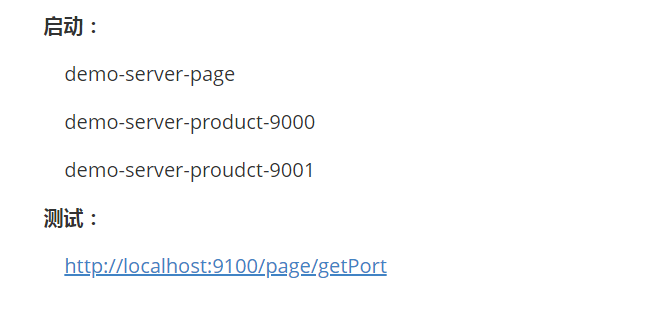 启动：
demo-server-page
demo-server-product-9000
demo-server-proudct-9001
测试：
http://localhost:9100/page/getPort